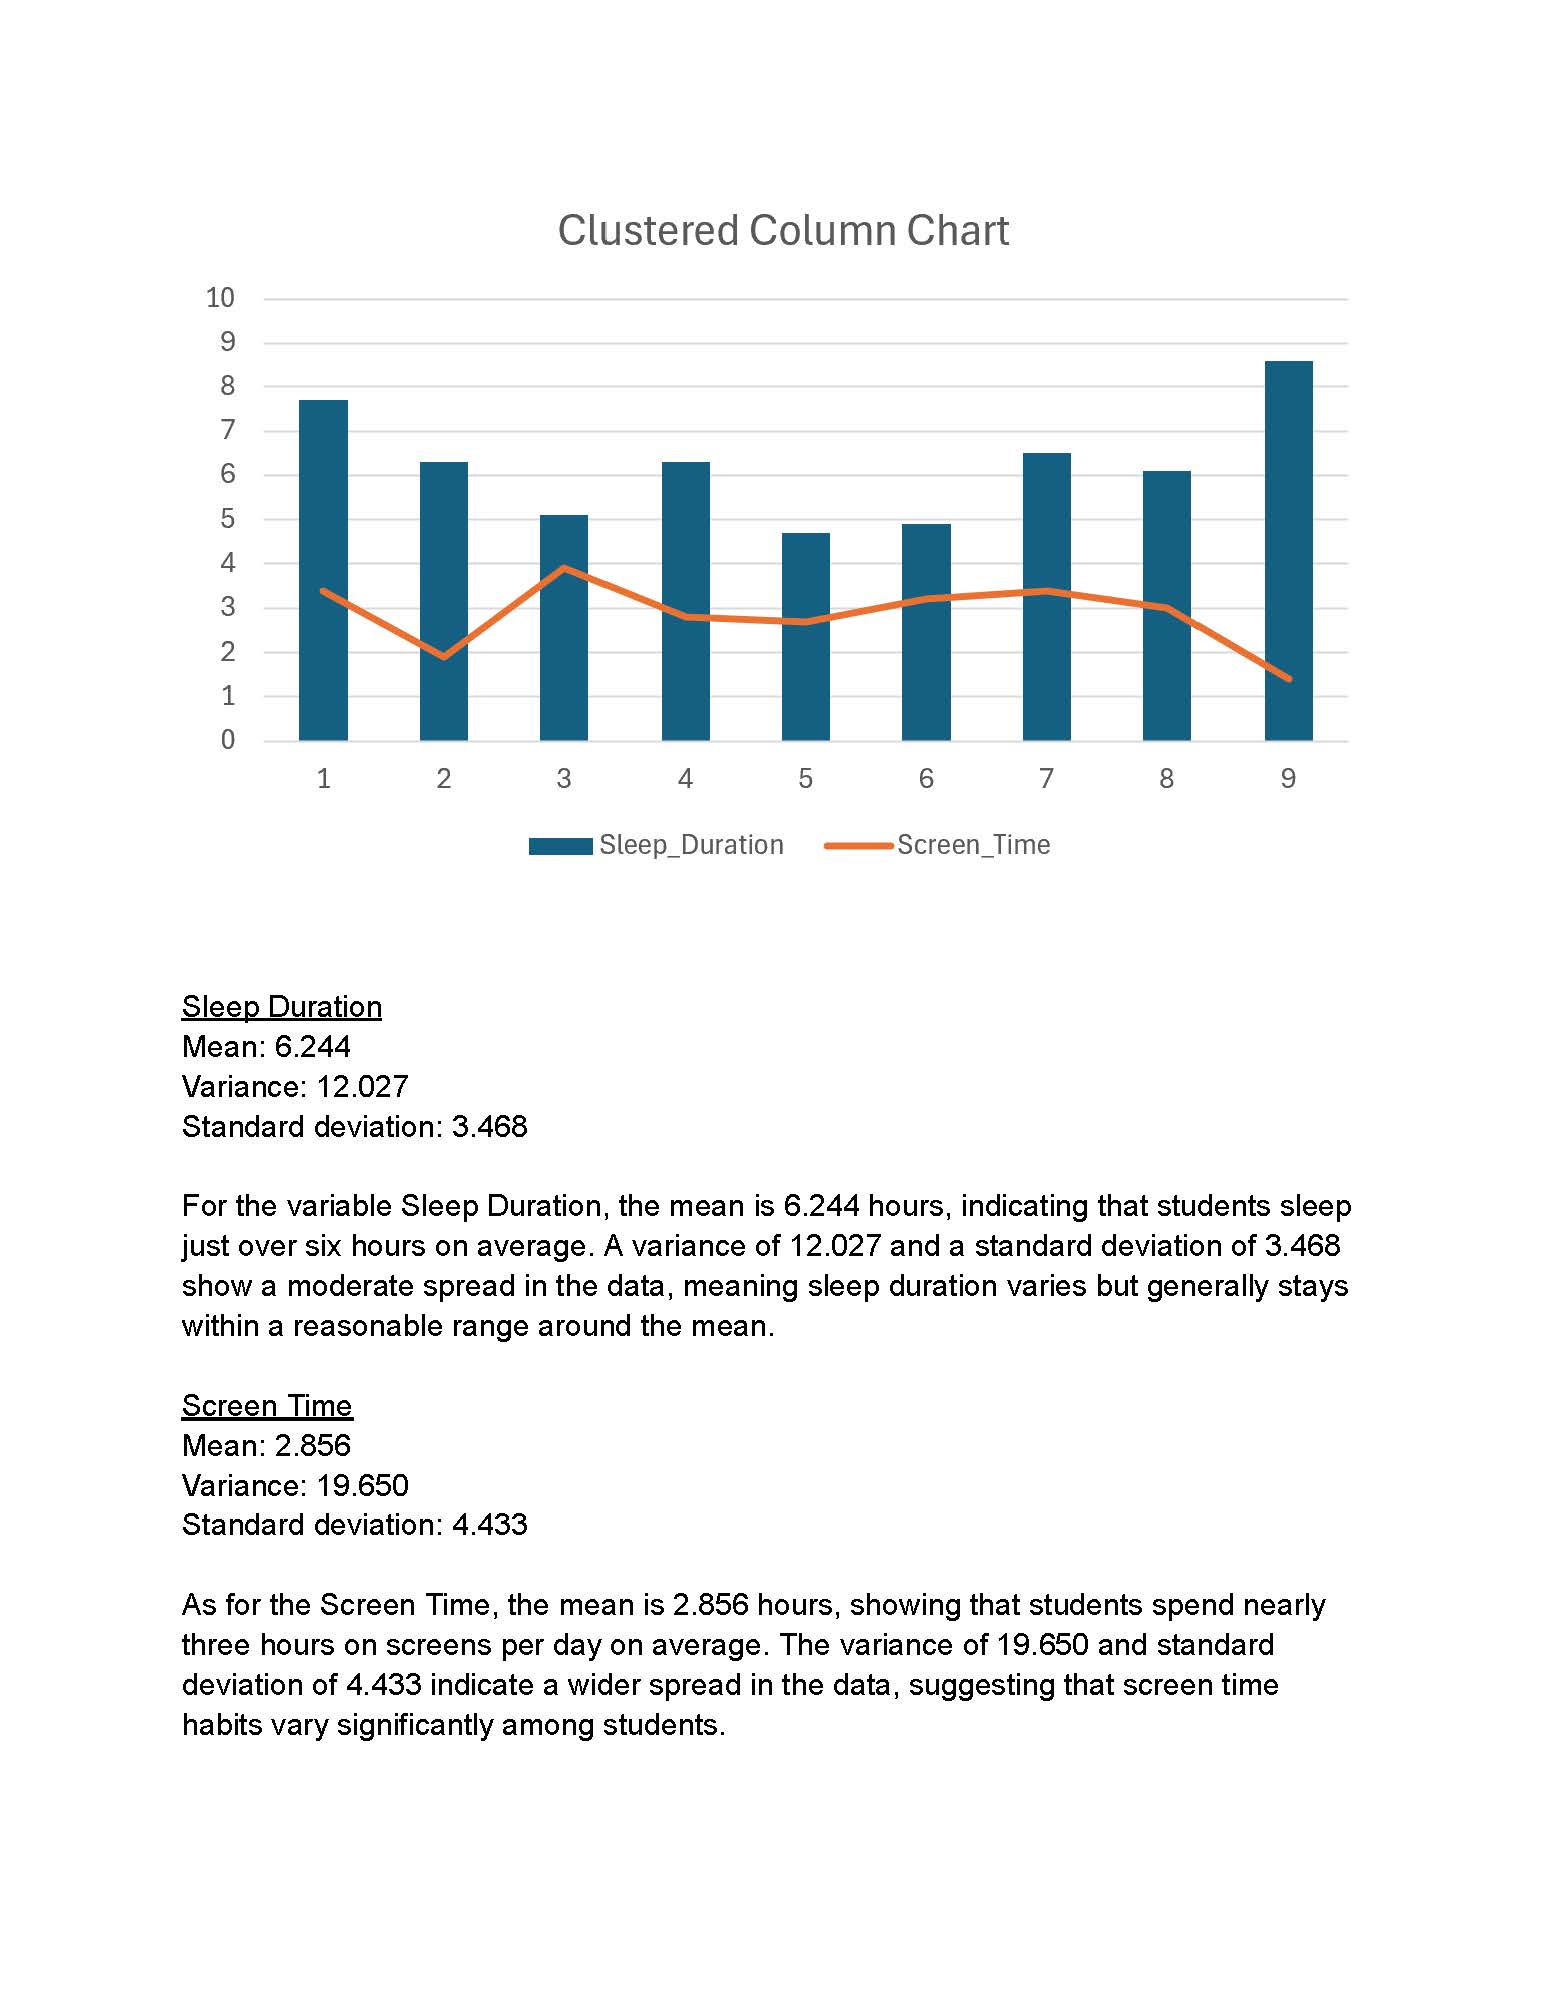 Clustered Column Chart
10
9
8
7
6
5
4
3
2
1
0
1 2 3 4 5 6 7 8 9
Sleep_Duration Screen_Time
Sleep Duration
Mean: 6.244
Variance: 12.027
Standard deviation: 3.468
For the variable Sleep Duration, the mean is 6.244 hours, indicating that students sleep
just over six hours on average. A variance of 12.027 and a standard deviation of 3.468
show a moderate spread in the data, meaning sleep duration varies but generally stays
within a reasonable range around the mean.
Screen Time
Mean: 2.856
Variance: 19.650
Standard deviation: 4.433
As for the Screen Time, the mean is 2.856 hours, showing that students spend nearly
three hours on screens per day on average. The variance of 19.650 and standard
deviation of 4.433 indicate a wider spread in the data, suggesting that screen time
habits vary significantly among students.